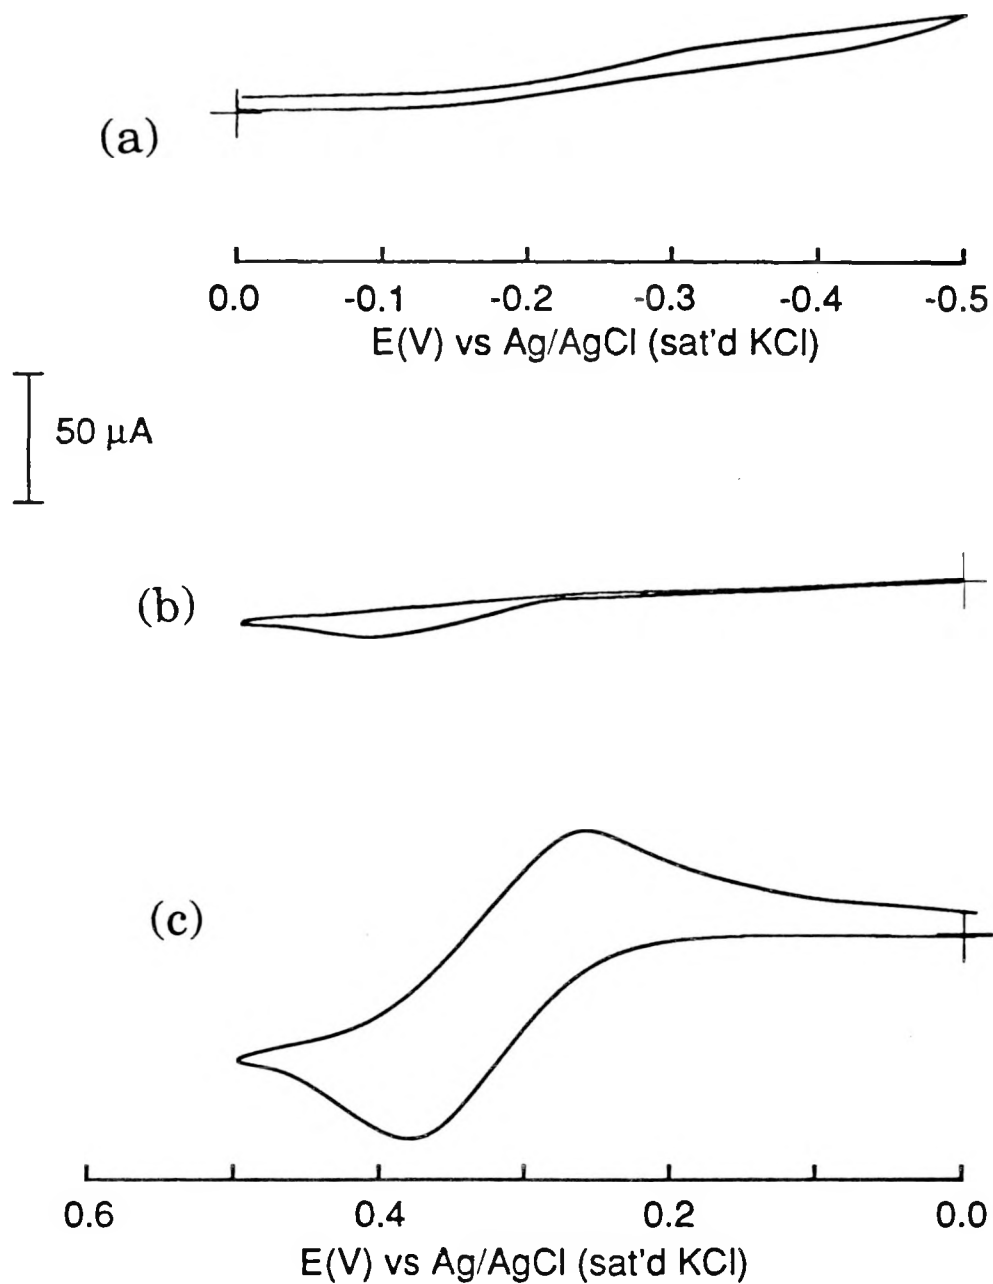 (a)
0.0 -0.1 -0.2 -0.3 -0.4 -0.5
E(V) vs Ag/AgCl (sat'd KCl)
50 μA
(b)
(c)
0.6 0.4 0.2 0.0
E(V) vs Ag/AgCl (sat'd KCl)